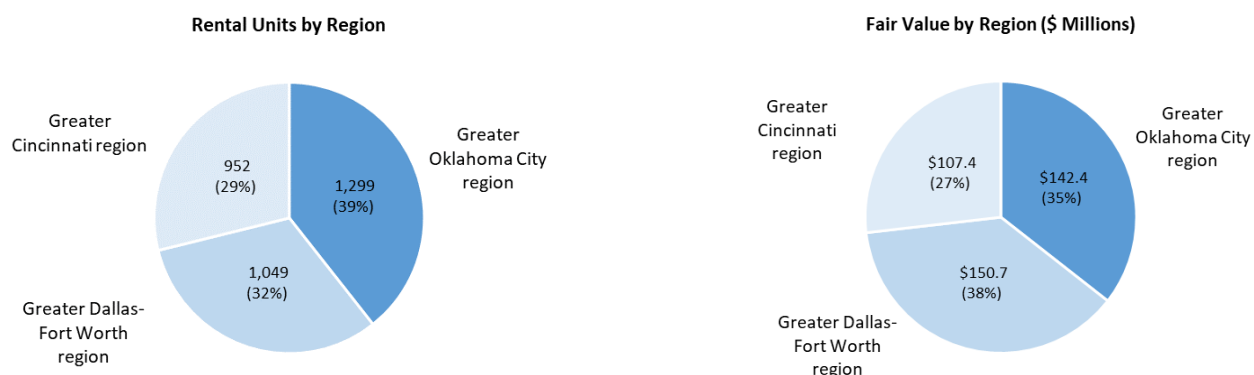 Rental Units by Region
Greater
Cincinnati region
952
(29%)
1,299
(39%)
Greater
Oklahoma City
region
1,049
(32%)
Greater Dallas-
Fort Worth
region
Fair Value by Region ($ Millions)
Greater
Cincinnati
region
$107.4
(27%)
$142.4
(35%)
Greater
Oklahoma City
region
$150.7
(38%)
Greater Dallas-
Fort Worth
region